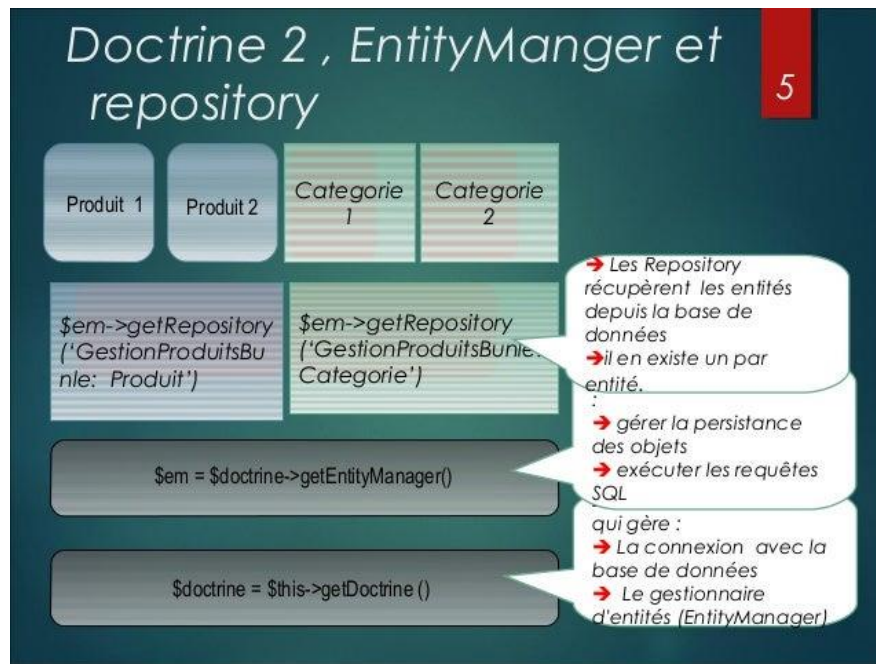 Doctrine 2 , EntityManger et
repository
5
Produit 1
Produit 2
Categorie
1
Categorie
2
$em->getRepository
(‘GestionProduitsBu
nle: Produit’)
$em->getRepository
(‘GestionProduitsBunle:
Categorie’)
➔ Les Repository
récupèrent les entités
depuis la base de
données
➔il en existe un par
entité.
:
➔ gérer la persistance
des objets
➔ exécuter les requêtes
SQL
$em = $doctrine->getEntityManager()
qui gère :
➔ La connexion avec la
base de données
➔ Le gestionnaire
d'entités (EntityManager)
$doctrine = $this->getDoctrine ()